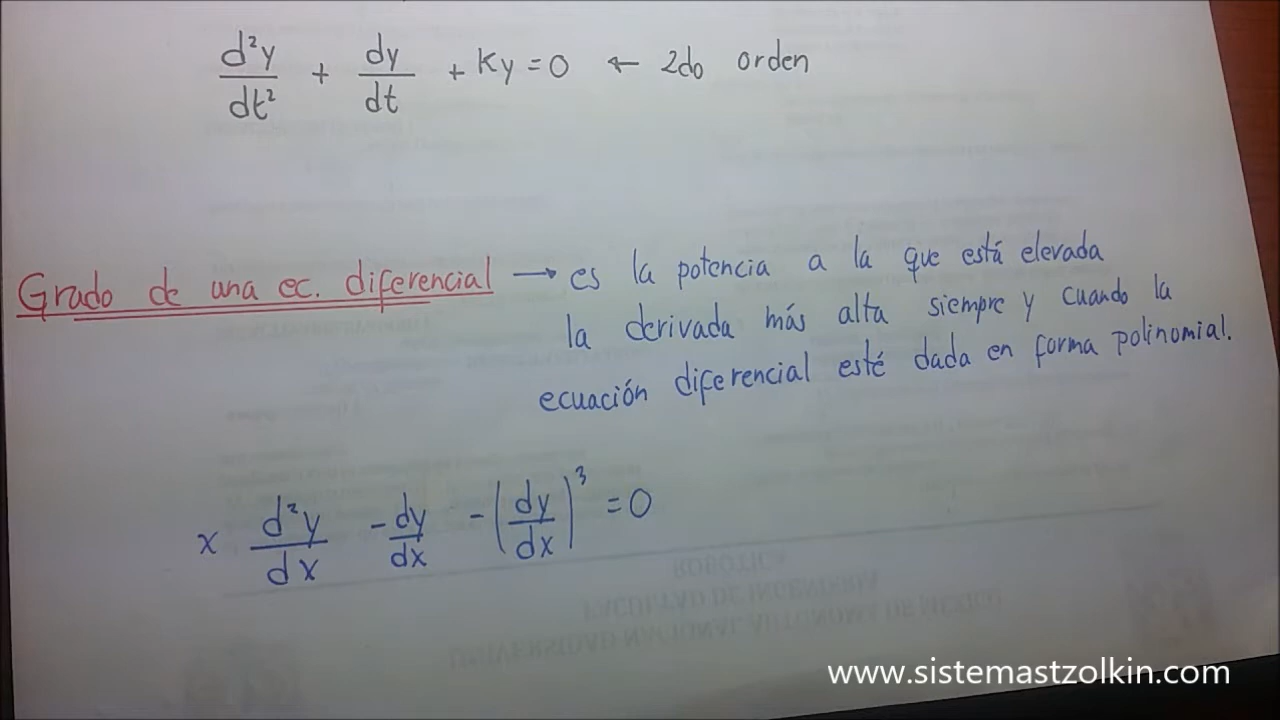 d²y/dt² + dy/dt + Ky = 0 ← 2do orden
Grado de una ec. diferencial → es la potencia a la que está elevada
la derivada más alta siempre y cuando la
ecuación diferencial esté dada en forma polinomial.
x d²y/dx - dy/dx - (dy/dx)³ = 0
www.sistemastzolkin.com